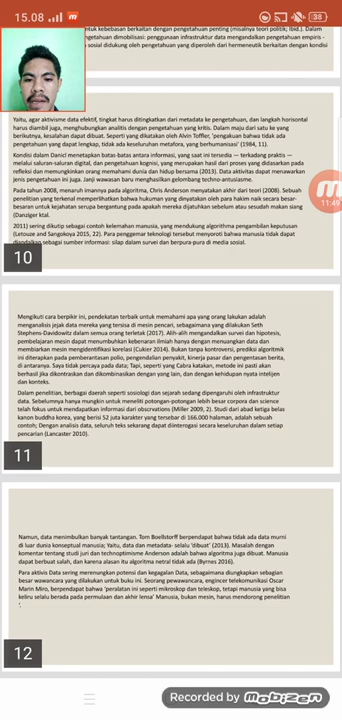 15.08
38
ntuk kebebasan berkaitan dengan pengetahuan penting (misalnya teori politik; Ibid.). Dalam
ngetahuan dimobilisasi: penggunaan infrastruktur data mengandalkan pengetahuan empiris -
sosial didukung oleh pengetahuan yang diperoleh dari hermeneutik berkaitan dengan kondisi
Yaitu, agar aktivisme data efektif, tingkat harus ditingkatkan dari metadata ke pengetahuan, dan langkah horisontal
harus diambil juga, menghubungkan analitis dengan pengetahuan yang kritis. Dalam maju dari satu ke yang
berikutnya, kesalahan dapat dibuat. Seperti yang dikatakan oleh Alvin Toffler, 'pengakuan bahwa tidak ada
pengetahuan yang dapat lengkap, tidak ada keseluruhan metafora, yang berhumanisasi' (1984, 11).
Kondisi dalam Danici menetapkan batas-batas antara informasi, yang saat ini tersedia — terkadang praktis —
melalui saluran-saluran digital, dan pengetahuan kognisi, yang merupakan hasil dari proses yang didasarkan pada
refleksi dan memungkinkan orang memahami dunia dan hidup bersama (2013). Data aktivitas dapat menawarkan
jenis pengetahuan ini juga. Janji wawasan baru menghasilkan gelombang techno-antusiasme.
Pada tahun 2008, menaruh imannya pada algoritma, Chris Anderson menyatakan akhir dari teori (2008). Sebuah
penelitian yang terkenal memperlihatkan bahwa hukuman yang dinyatakan oleh para hakim naik secara besar-
besaran untuk kejahatan serupa bergantung pada apakah mereka dijatuhkan sebelum atau sesudah makan siang
(Danziger ktal.
2011) sering dikutip sebagai contoh kelemahan manusia, yang mendukung algoritma pengambilan keputusan
(Letouze and Sangokoya 2015, 22). Para penggemar teknologi tersebut menyoroti bahwa manusia tidak dapat
diandalkan sebagai sumber informasi: silap dalam survei dan berpura-pura di media sosial.
10
11:49
Mengikuti cara berpikir ini, pendekatan terbaik untuk memahami apa yang orang lakukan adalah
menganalisis jejak data mereka yang tersisa di mesin pencari, sebagaimana yang dilakukan Seth
Stephens-Davidowitz dalam semua orang terletak (2017). Alih-alih mengandalkan survei dan hipotesis,
pembelajaran mesin dapat menumbuhkan kebenaran ilmiah hanya dengan menuangkan data dan
membiarkan mesin mengidentifikasi korelasi (Cukier 2014). Bukan tanpa kontroversi, prediksi algoritmik
ini diterapkan pada pemberantasan polio, pengendalian penyakit, kinerja pasar dan pengentasan berita,
di antaranya. Saya tidak percaya pada data; Tapi, seperti yang Cabra katakan, metode ini pasti akan
berhasil jika dikontraskan dan dikombinasikan dengan yang lain, dan dengan kehidupan nyata intelijen
dan konteks.
Dalam penelitian, berbagai daerah seperti sosiologi dan sejarah sedang dipengaruhi oleh infrastruktur
data. Sebelumnya hanya mungkin untuk meneliti potongan-potongan lebih besar corpora dan science
telah fokus untuk mendapatkan informasi dari observations (Miller 2009, 2). Studi dari abad ketiga belas
kanon buddha korea, yang berisi 52 juta karakter yang tersebar di 166.000 halaman, adalah sebuah
contoh; Dengan analisis data, seluruh teks sekarang dapat diinterogasi secara keseluruhan dalam setiap
pencarian (Lancaster 2010).
11
Namun, data menimbulkan banyak tantangan. Tom Boellstorff berpendapat bahwa tidak ada data murni
di luar dunia konseptual manusia; Yaitu, data dan metadata- selalu 'dibuat' (2013). Masalah dengan
komentar tentang studi juri dan technoptimisme Anderson adalah bahwa algoritma juga dibuat. Manusia
dapat berbuat salah, dan karena alasan itu algoritma netral tidak ada (Byrnes 2016).
Para aktivis Data sering merenungkan potensi dan kegagalan Data, sebagaimana diungkapkan sebagian
besar wawancara yang dilakukan untuk buku ini. Seorang pewawancara, engincer telekomunikasi Oscar
Marin Miro, berpendapat bahwa 'peralatan ini seperti mikroskop dan teleskop, tetapi manusia yang bisa
keliru selalu berada pada permulaan dan akhir lensa' Manusia, bukan mesin, harus mendorong penelitian
'.
12
Recorded by mobizen